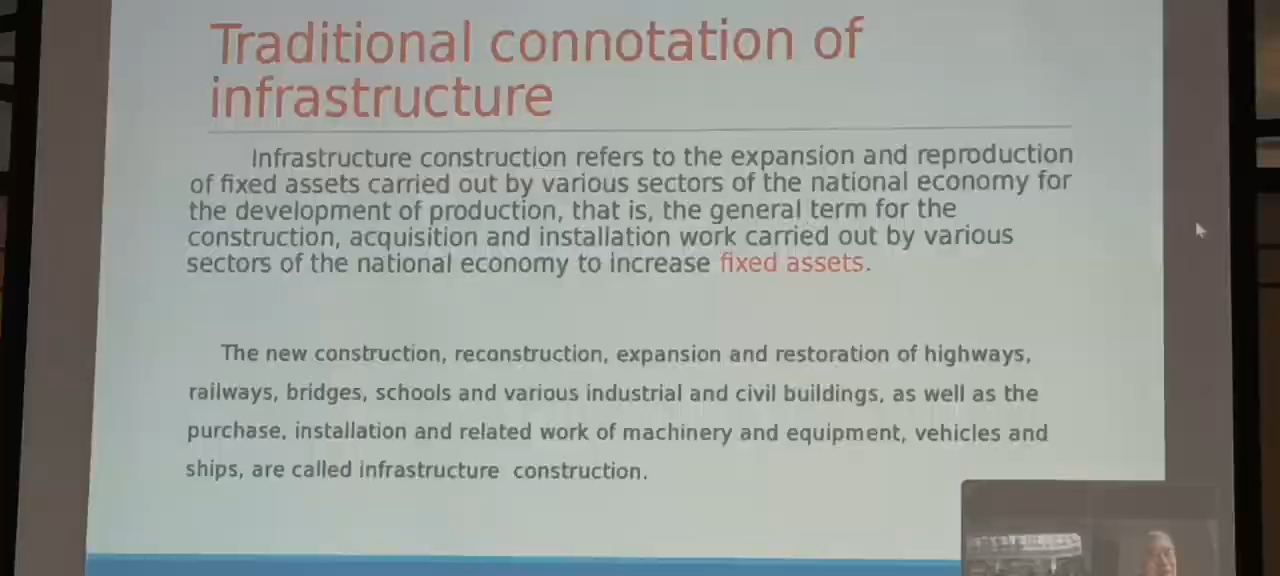 Traditional connotation of
infrastructure
Infrastructure construction refers to the expansion and reproduction
of fixed assets carried out by various sectors of the national economy for
the development of production, that is, the general term for the
construction, acquisition and installation work carried out by various
sectors of the national economy to increase fixed assets.
The new construction, reconstruction, expansion and restoration of highways,
railways, bridges, schools and various industrial and civil buildings, as well as the
purchase, installation and related work of machinery and equipment, vehicles and
ships, are called infrastructure construction.